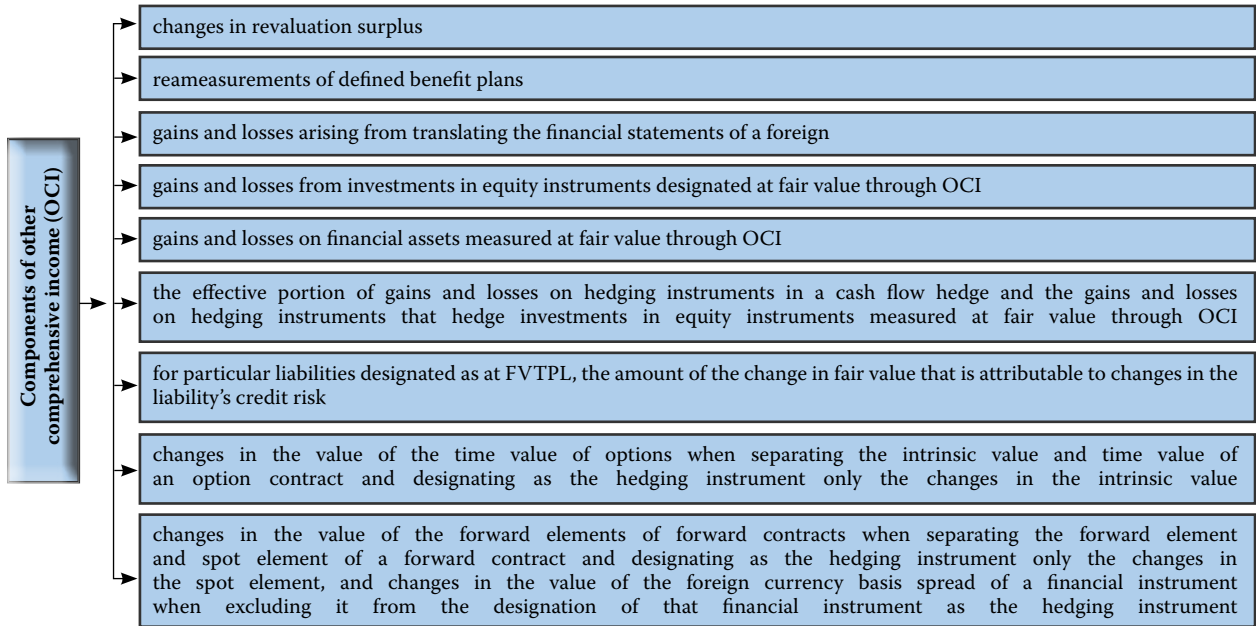 Components of other
comprehensive income (OCI)
changes in revaluation surplus
reameasurements of defined benefit plans
gains and losses arising from translating the financial statements of a foreign
gains and losses from investments in equity instruments designated at fair value through OCI
gains and losses on financial assets measured at fair value through OCI
the effective portion of gains and losses on hedging instruments in a cash flow hedge and the gains and losses
on hedging instruments that hedge investments in equity instruments measured at fair value through OCI
for particular liabilities designated as at FVTPL, the amount of the change in fair value that is attributable to changes in the
liability’s credit risk
changes in the value of the time value of options when separating the intrinsic value and time value of
an option contract and designating as the hedging instrument only the changes in the intrinsic value
changes in the value of the forward elements of forward contracts when separating the forward element
and spot element of a forward contract and designating as the hedging instrument only the changes in
the spot element, and changes in the value of the foreign currency basis spread of a financial instrument
when excluding it from the designation of that financial instrument as the hedging instrument